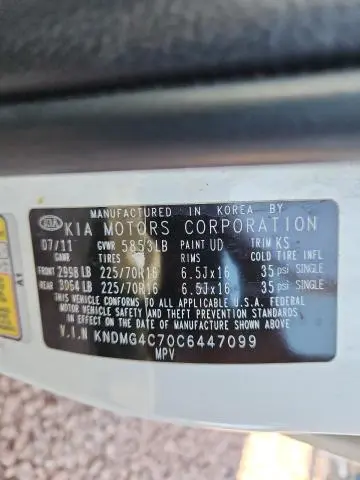 MANUFACTURED IN KOREA BY
KIA KIA MOTORS CORPORATION
07/11 GVWR 5853LB PAINT UD TRIM KS
GAWR TIRES RIMS COLD TIRE INFL
FRONT 2998 LB 225/70R16 6.5J×16 35 psi SINGLE
REAR 3064 LB 225/70R16 6.5J×16 35 psi SINGLE
THIS VEHICLE CONFORMS TO ALL APPLICABLE U.S.A. FEDERAL
MOTOR VEHICLE SAFETY, BUMPER, AND THEFT PREVENTION
STANDARDS IN EFFECT ON THE DATE OF MANUFACTURE SHOWN ABOVE.
V.I.N KNDMG4C70C6447099
MPV
A1